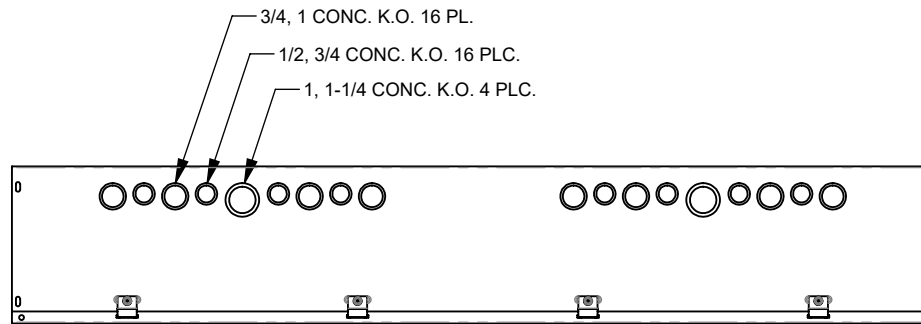 3/4, 1 CONC. K.O. 16 PL.
1/2, 3/4 CONC. K.O. 16 PLC.
1, 1-1/4 CONC. K.O. 4 PLC.